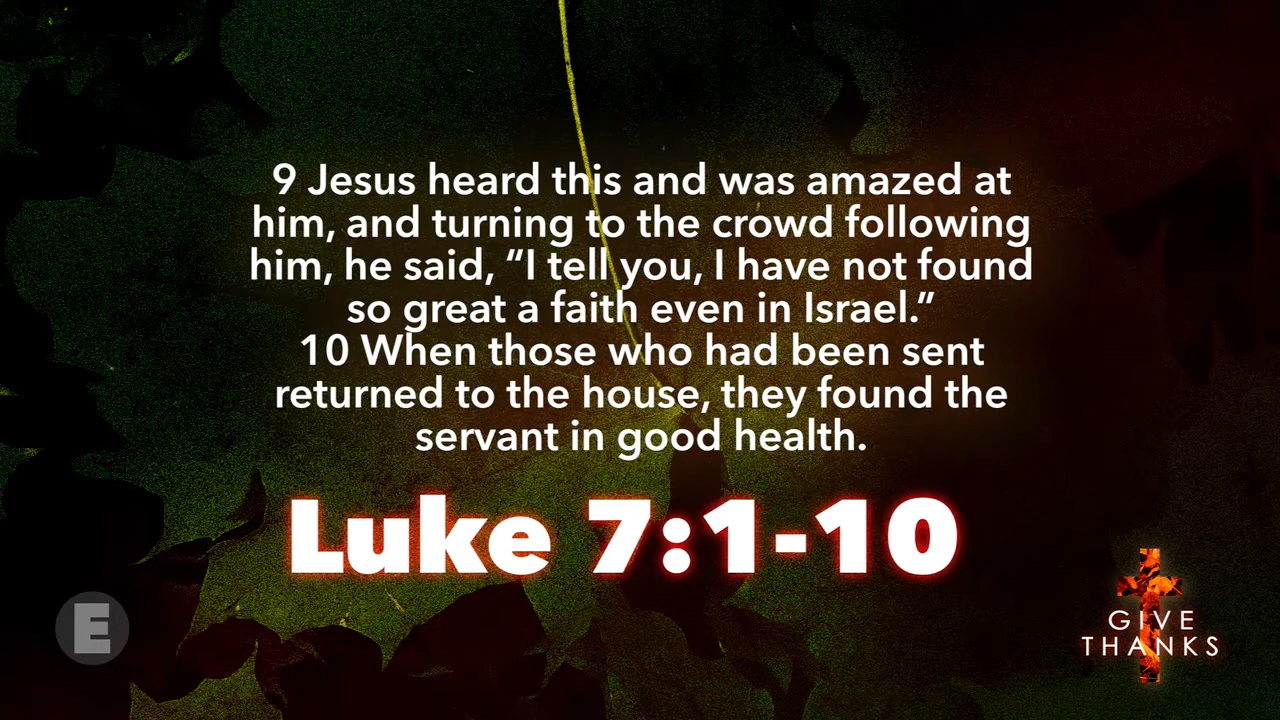 9 Jesus heard this and was amazed at
him, and turning to the crowd following
him, he said, “I tell you, I have not found
so great a faith even in Israel.”
10 When those who had been sent
returned to the house, they found the
servant in good health.
Luke 7:1-10
E
GIVE
THANKS